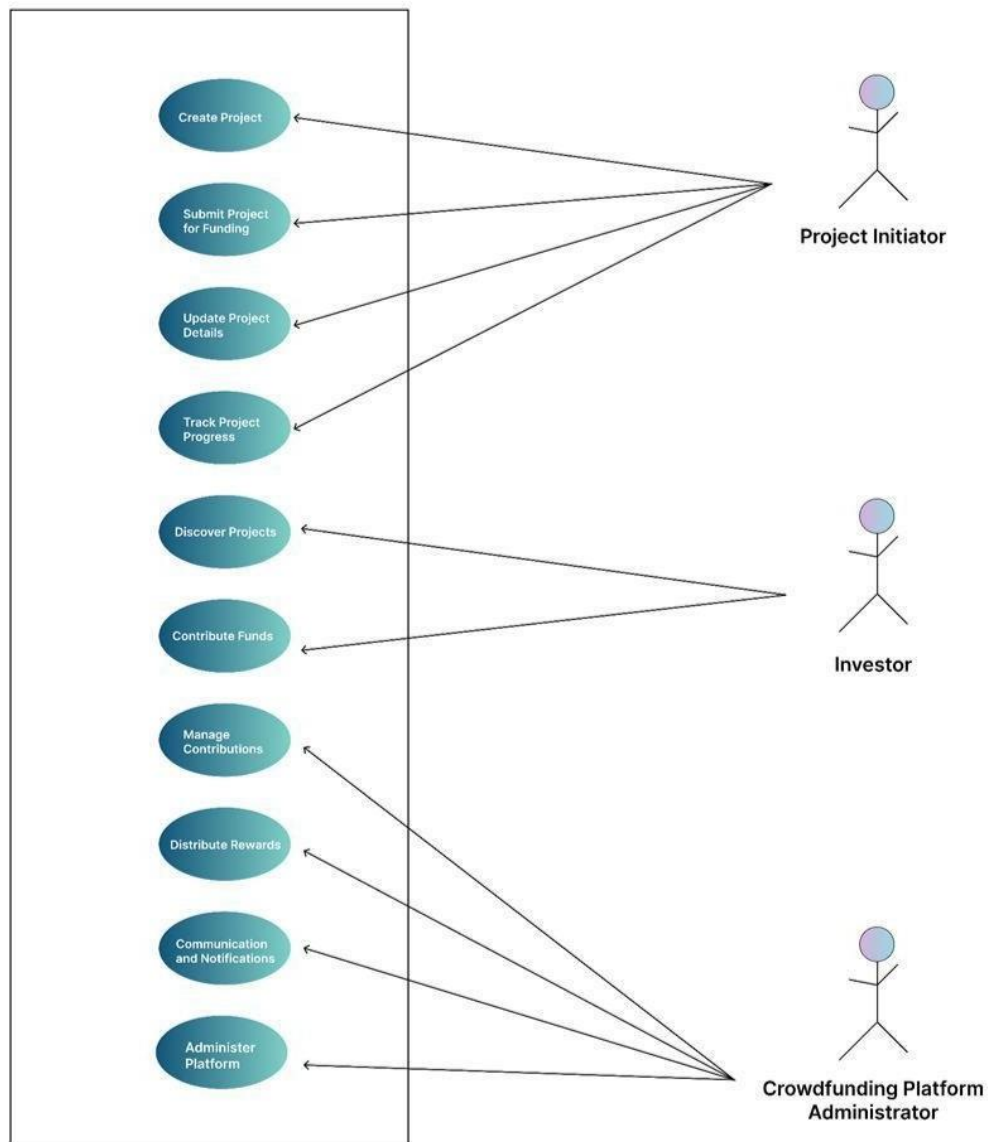 Create Project
Submit Project
for Funding
Project Initiator
Update Project
Details
Track Project
Progress
Discover Projects
Contribute Funds
Investor
Manage
Contributions
Distribute Rewards
Communication
and Notifications
Administer
Platform
Crowdfunding Platform
Administrator